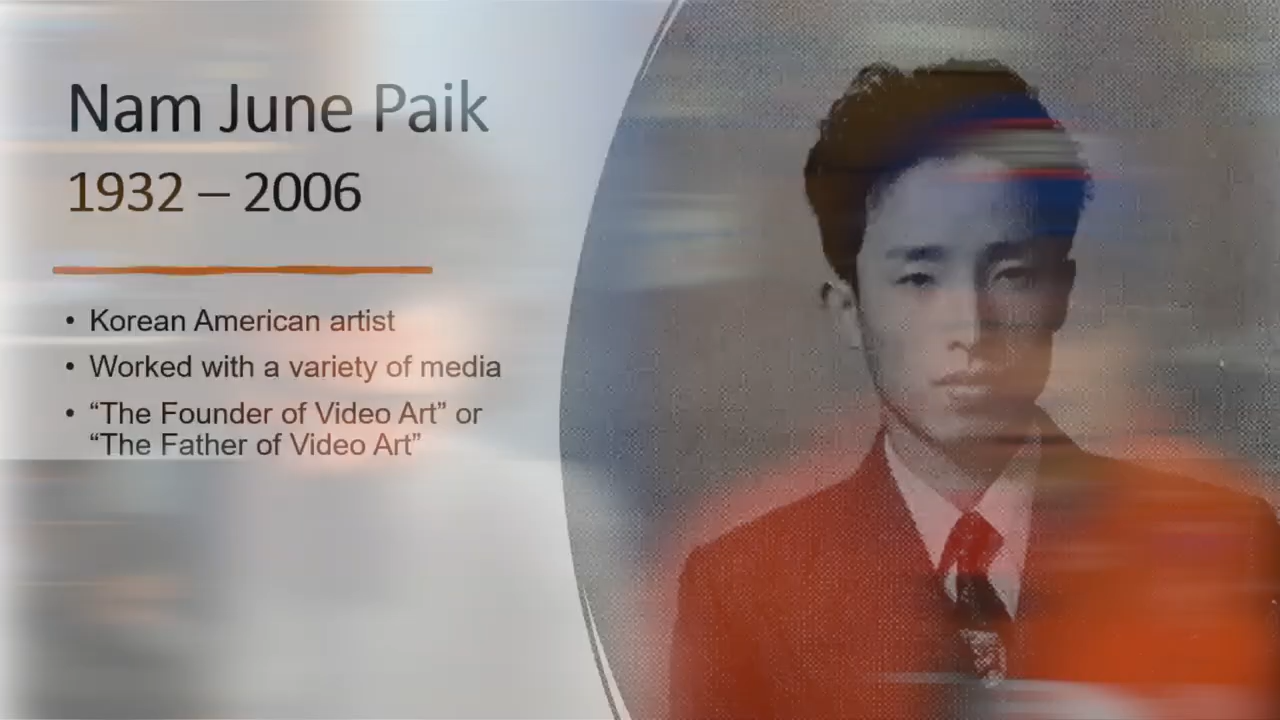 Nam June Paik
1932 – 2006
• Korean American artist
• Worked with a variety of media
• “The Founder of Video Art” or
“The Father of Video Art”